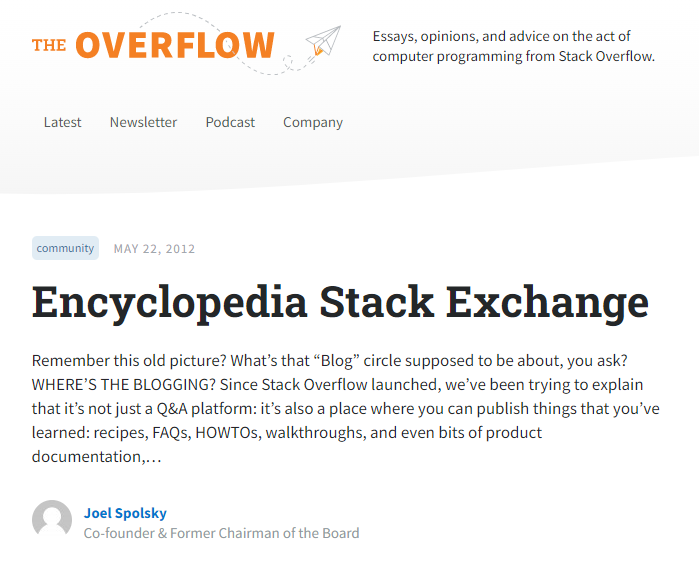 THE OVERFLOW
Essays, opinions, and advice on the act of
computer programming from Stack Overflow.
Latest Newsletter Podcast Company
community MAY 22, 2012
Encyclopedia Stack Exchange
Remember this old picture? What’s that “Blog” circle supposed to be about, you ask?
WHERE’S THE BLOGGING? Since Stack Overflow launched, we’ve been trying to explain
that it’s not just a Q&A platform: it’s also a place where you can publish things that you’ve
learned: recipes, FAQs, HOWTOs, walkthroughs, and even bits of product
documentation,…
Joel Spolsky
Co-founder & Former Chairman of the Board